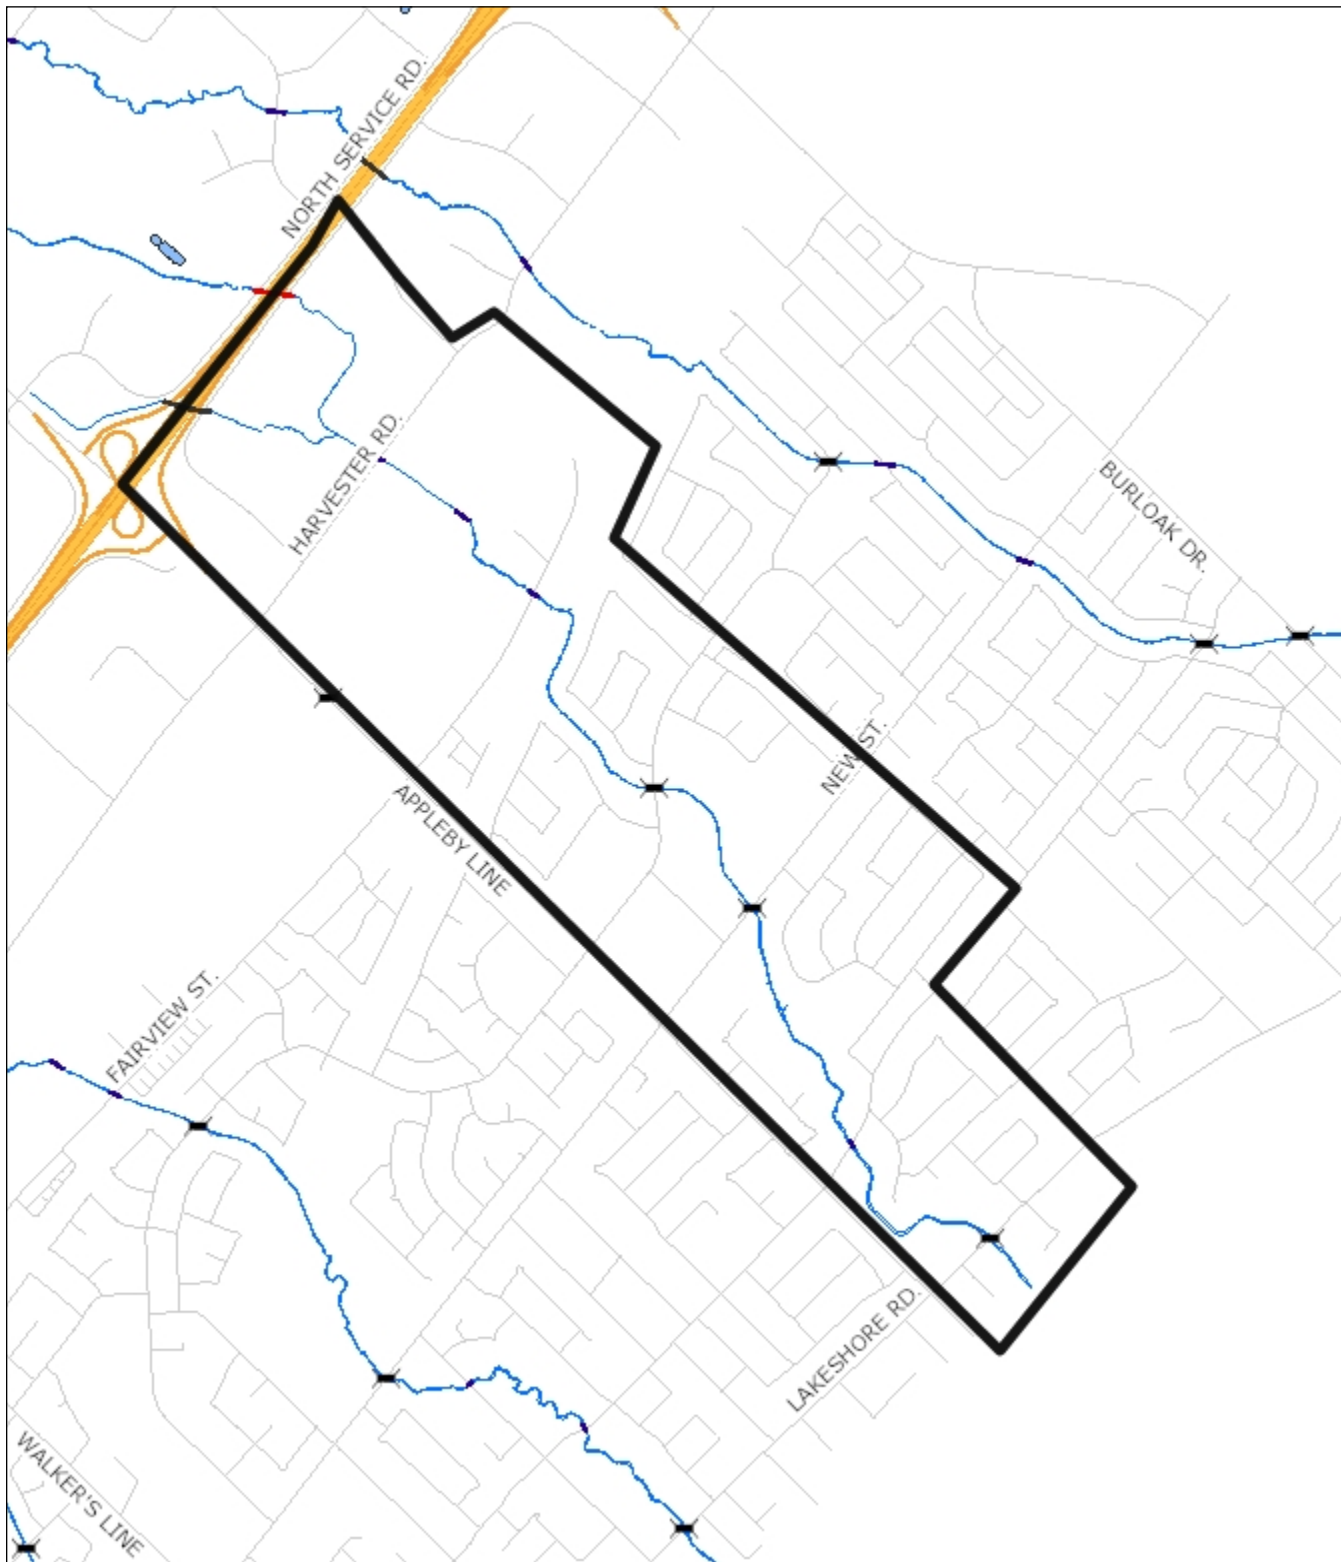 NORTH SERVICE RD.
HARVESTER RD.
BURLOAK DR.
NEW ST.
APPLEBY LINE
FAIRVIEW ST.
LAKESHORE RD.
WALKER'S LINE